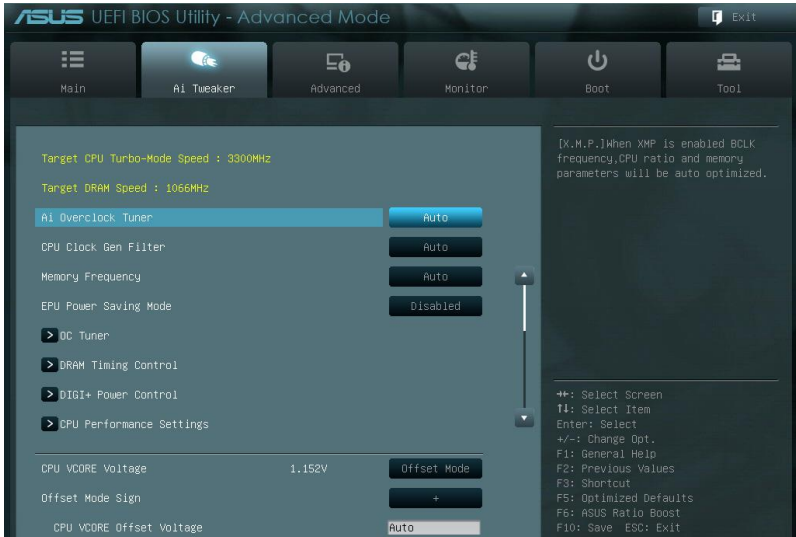 ASUS UEFI BIOS Utility - Advanced Mode
Exit
Main
Ai Tweaker
Advanced
Monitor
Boot
Tool
Target CPU Turbo-Mode Speed : 3300MHz
Target DRAM Speed : 1066MHz
Ai Overclock Tuner Auto
CPU Clock Gen Filter Auto
Memory Frequency Auto
EPU Power Saving Mode Disabled
> OC Tuner
> DRAM Timing Control
> DIGI+ Power Control
> CPU Performance Settings
CPU VCORE Voltage 1.152V Offset Mode
Offset Mode Sign +
CPU VCORE Offset Voltage Auto
[X.M.P.]When XMP is enabled BCLK
frequency,CPU ratio and memory
parameters will be auto optimized.
→←: Select Screen
↑↓: Select Item
Enter: Select
+/-: Change Opt.
F1: General Help
F2: Previous Values
F3: Shortcut
F5: Optimized Defaults
F6: ASUS Ratio Boost
F10: Save ESC: Exit